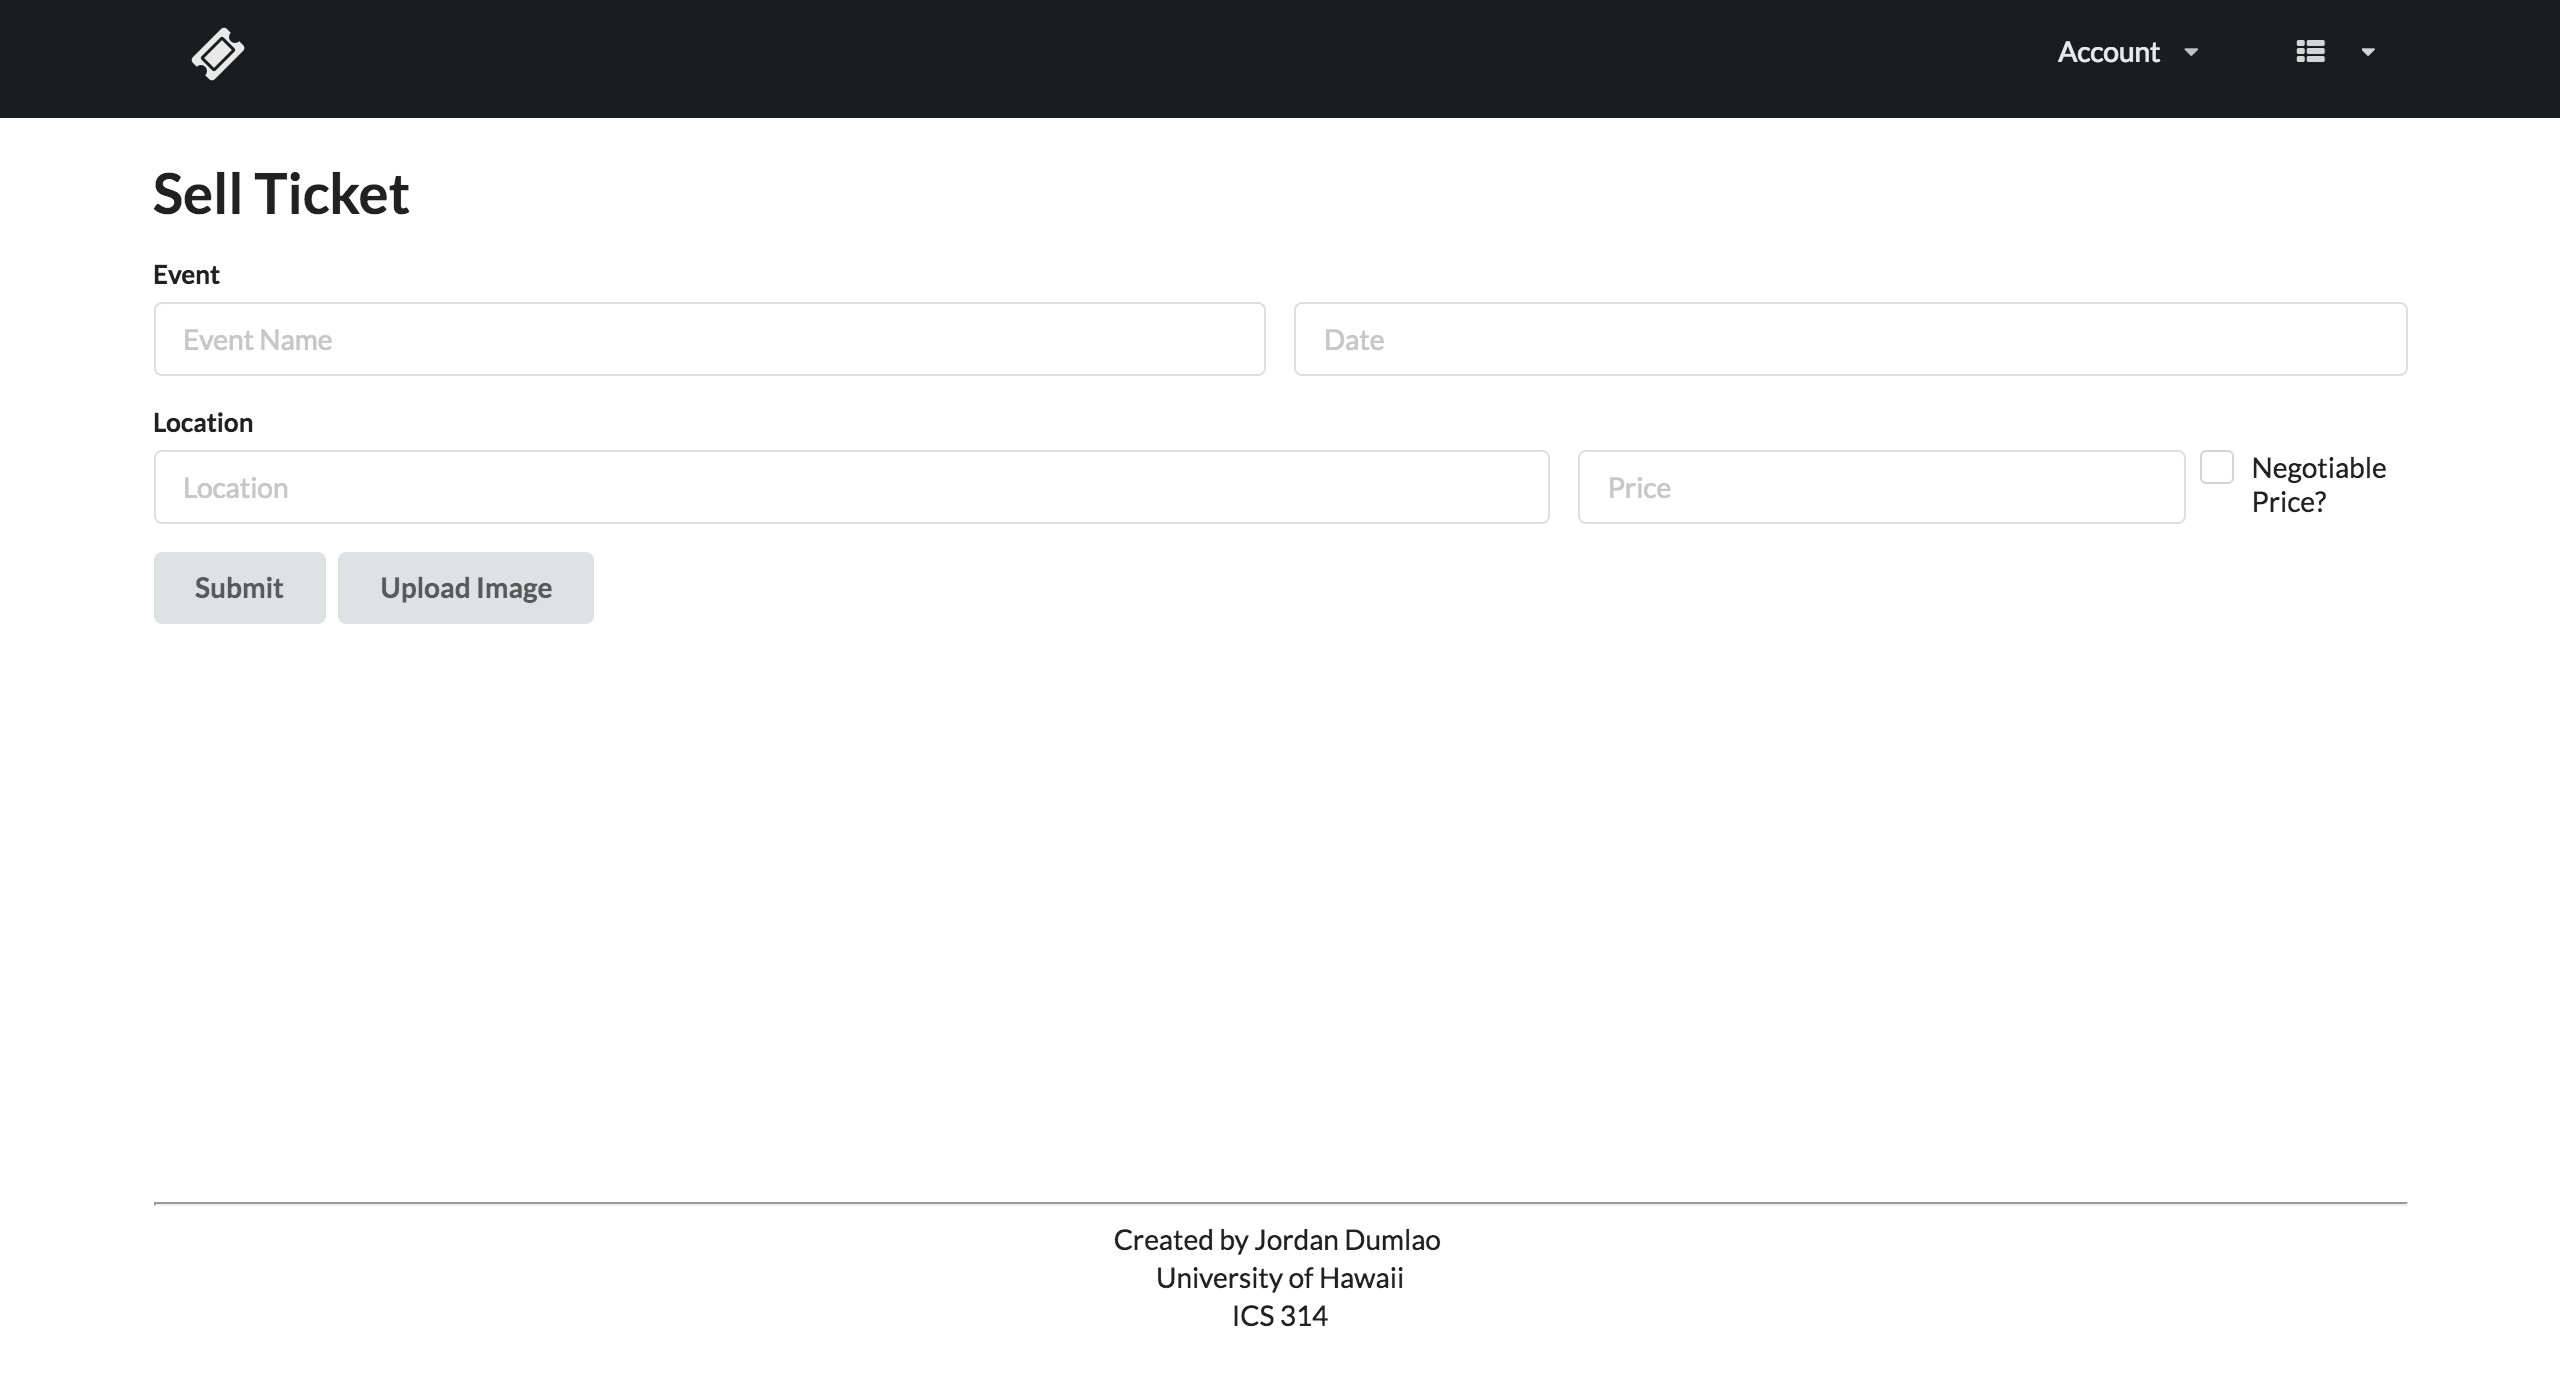 Account
Sell Ticket
Event
Event Name
Date
Location
Location
Price
Negotiable
Price?
Submit
Upload Image
Created by Jordan Dumlao
University of Hawaii
ICS 314